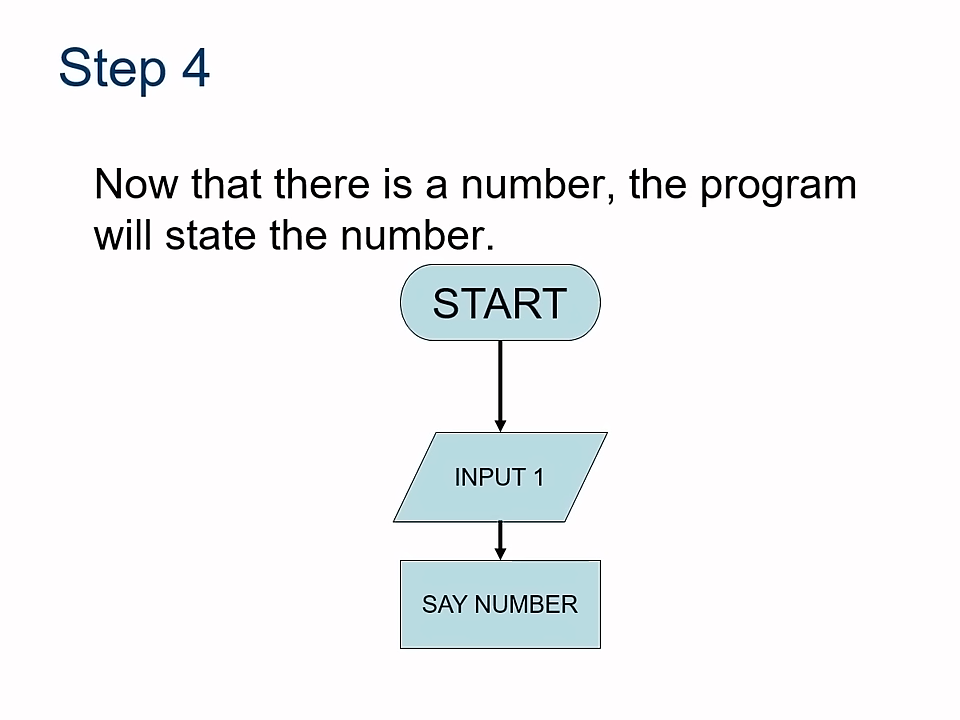 Step 4
Now that there is a number, the program
will state the number.
START
INPUT 1
SAY NUMBER